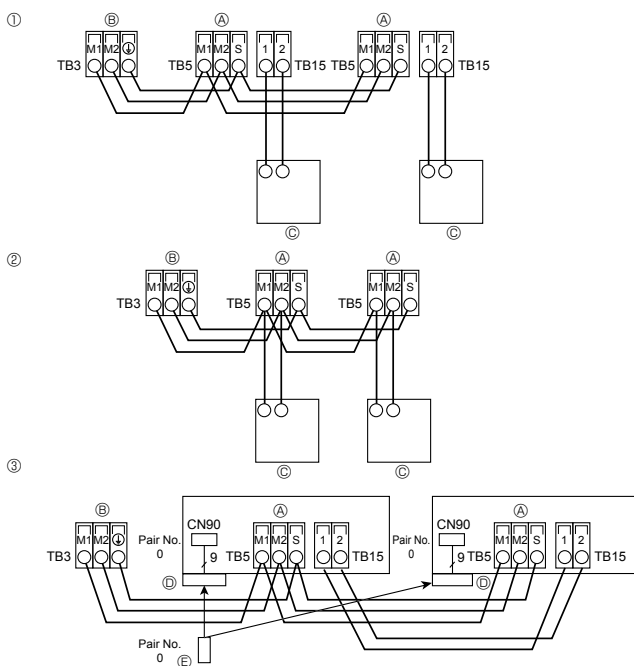 ①
Ⓑ Ⓐ Ⓐ
M1 M2 ⏚ M1 M2 S 1 2 M1 M2 S 1 2
TB3 TB5 TB15 TB5 TB15
Ⓒ Ⓒ
②
Ⓑ Ⓐ Ⓐ
M1 M2 ⏚ M1 M2 S M1 M2 S
TB3 TB5 TB5
Ⓒ Ⓒ
③
Ⓑ Ⓐ Ⓐ
CN90 CN90
M1 M2 ⏚ M1 M2 S 1 2 M1 M2 S 1 2
Pair No. Pair No.
TB3 0 9 TB5 TB15 0 9 TB5 TB15
Ⓓ Ⓓ
Pair No.
0 Ⓔ